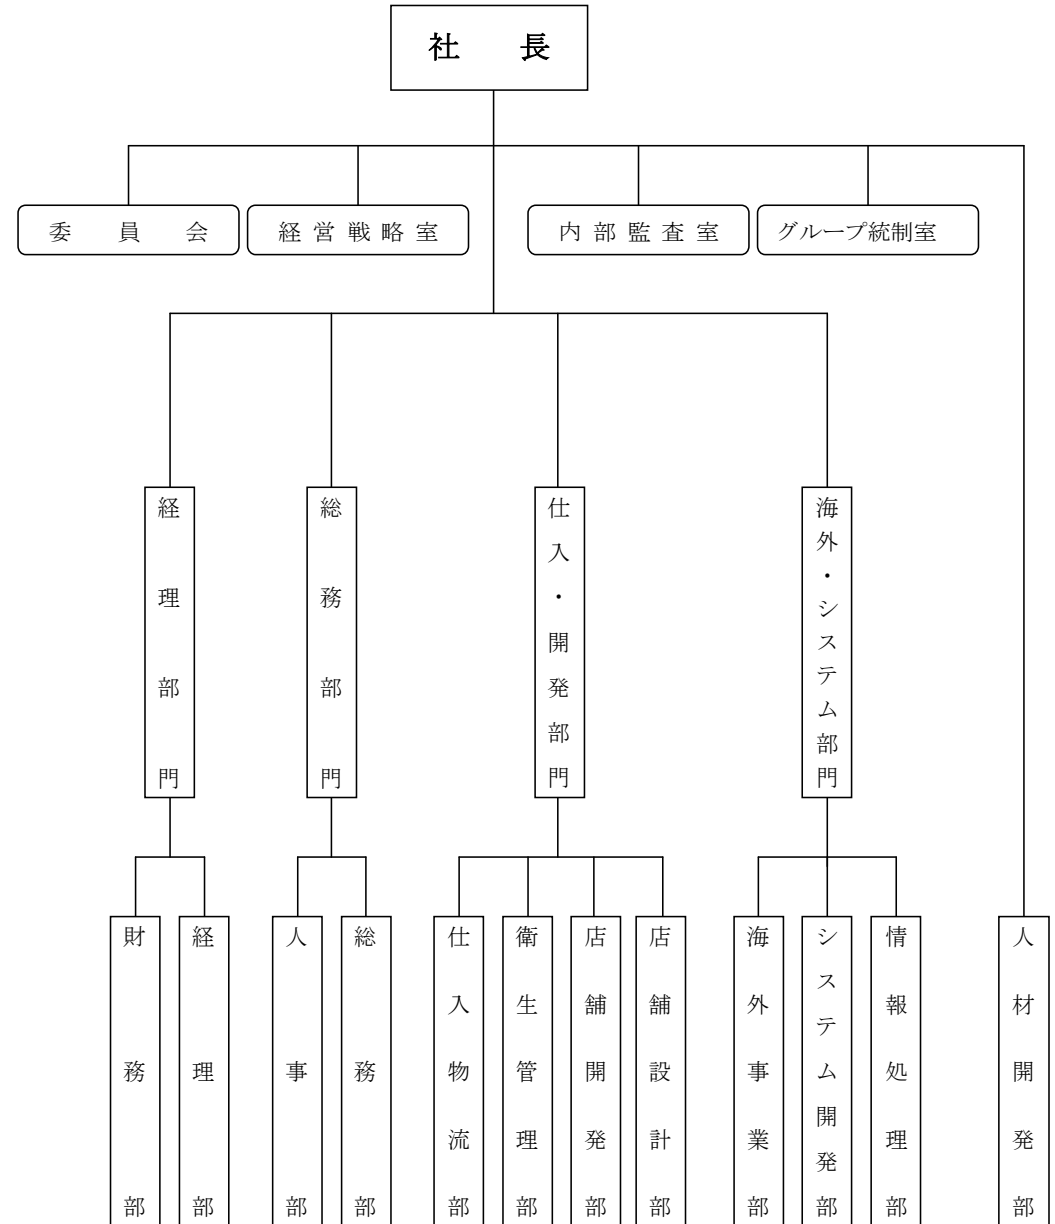 社長
委員会
経営戦略室
内部監査室
グループ統制室
経理部門
総務部門
仕入・開発部門
海外・システム部門
財務部
経理部
人事部
総務部
仕入物流部
衛生管理部
店舗開発部
店舗設計部
海外事業部
システム開発部
情報処理部
人材開発部